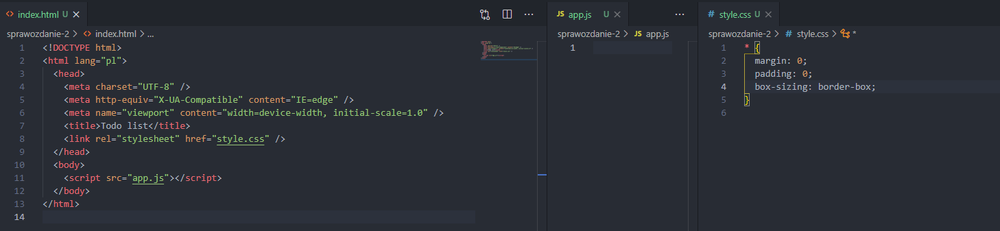 index.html U
sprawozdanie-2 > index.html > ...
1 <!DOCTYPE html>
2 <html lang="pl">
3 <head>
4 <meta charset="UTF-8" />
5 <meta http-equiv="X-UA-Compatible" content="IE=edge" />
6 <meta name="viewport" content="width=device-width, initial-scale=1.0" />
7 <title>Todo list</title>
8 <link rel="stylesheet" href="style.css" />
9 </head>
10 <body>
11 <script src="app.js"></script>
12 </body>
13 </html>
14
JS app.js U
sprawozdanie-2 > JS app.js
1
# style.css U
sprawozdanie-2 > # style.css > *
1 * {
2 margin: 0;
3 padding: 0;
4 box-sizing: border-box;
5 }
6